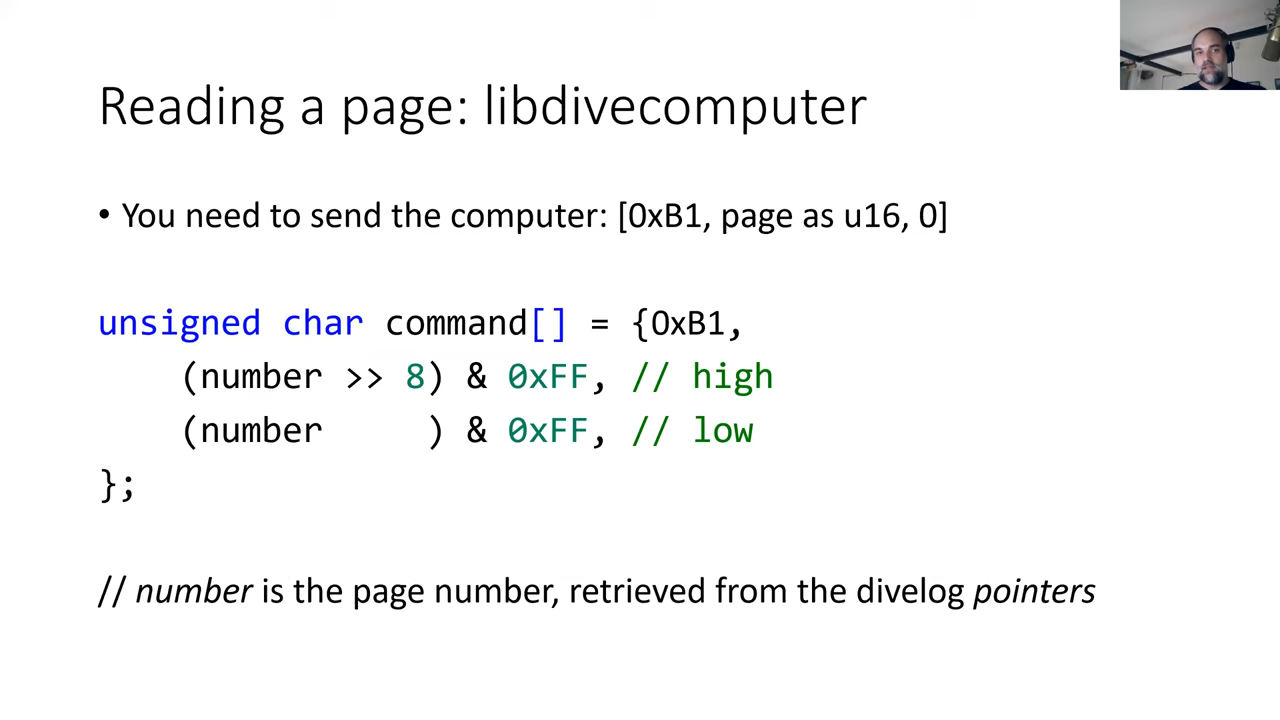 Reading a page: libdivecomputer
• You need to send the computer: [0xB1, page as u16, 0]
unsigned char command[] = {0xB1,
    (number >> 8) & 0xFF, // high
    (number     ) & 0xFF, // low
};
// number is the page number, retrieved from the divelog pointers